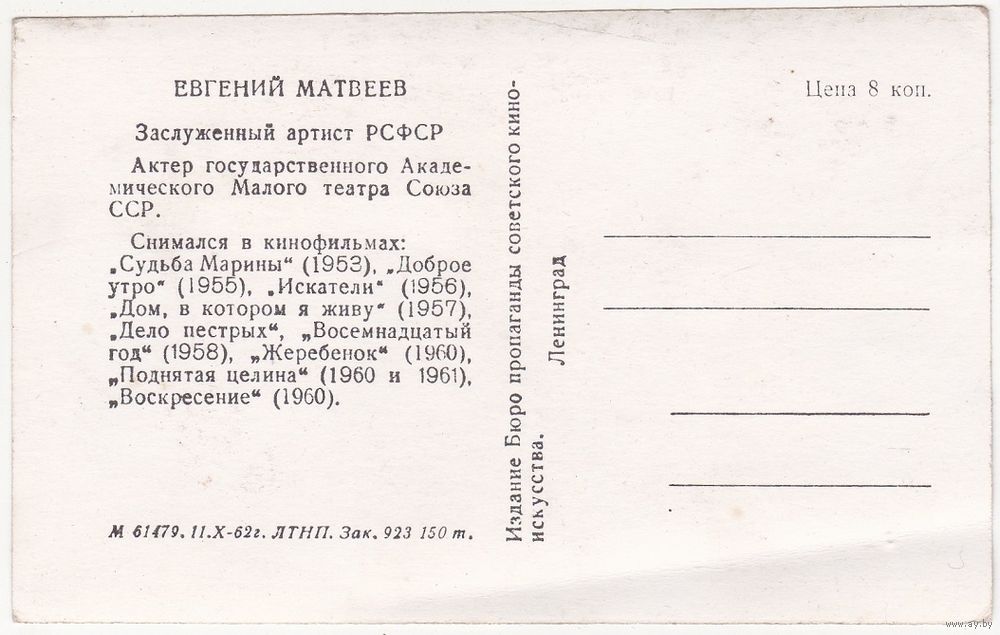 ЕВГЕНИЙ МАТВЕЕВ
Заслуженный артист РСФСР
Актер государственного Акаде-
мического Малого театра Союза
ССР.
Снимался в кинофильмах:
„Судьба Марины“ (1953), „Доброе
утро“ (1955), „Искатели“ (1956),
„Дом, в котором я живу“ (1957),
„Дело пестрых“, „Восемнадцатый
год“ (1958), „Жеребенок“ (1960),
„Поднятая целина“ (1960 и 1961),
„Воскресение“ (1960).
М 61479. 11.X-62г. ЛТНП. Зак. 923 150 т.
Издание Бюро пропаганды советского кино-
искусства.
Ленинград
Цена 8 коп.
www.ay.by